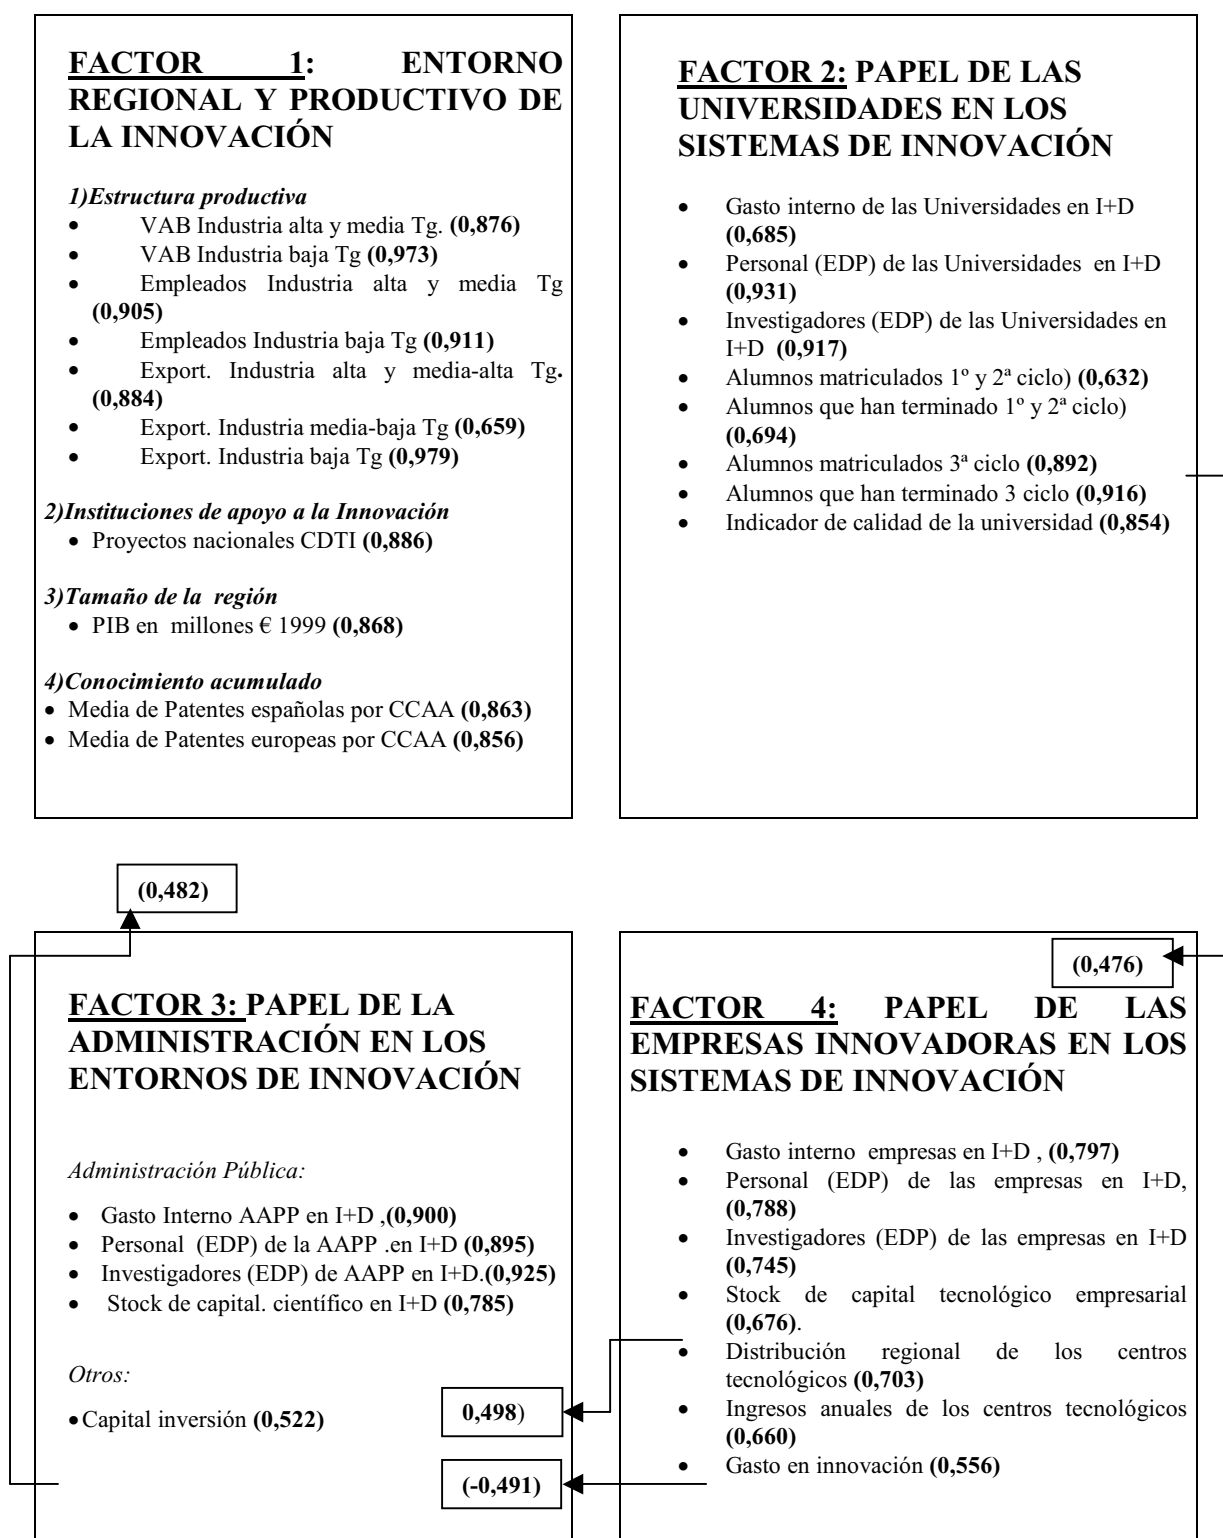 FACTOR 1: ENTORNO
REGIONAL Y PRODUCTIVO DE
LA INNOVACIÓN
1)Estructura productiva
• VAB Industria alta y media Tg. (0,876)
• VAB Industria baja Tg (0,973)
• Empleados Industria alta y media Tg
(0,905)
• Empleados Industria baja Tg (0,911)
• Export. Industria alta y media-alta Tg.
(0,884)
• Export. Industria media-baja Tg (0,659)
• Export. Industria baja Tg (0,979)
2)Instituciones de apoyo a la Innovación
• Proyectos nacionales CDTI (0,886)
3)Tamaño de la región
• PIB en millones € 1999 (0,868)
4)Conocimiento acumulado
• Media de Patentes españolas por CCAA (0,863)
• Media de Patentes europeas por CCAA (0,856)
FACTOR 2: PAPEL DE LAS
UNIVERSIDADES EN LOS
SISTEMAS DE INNOVACIÓN
• Gasto interno de las Universidades en I+D
(0,685)
• Personal (EDP) de las Universidades en I+D
(0,931)
• Investigadores (EDP) de las Universidades en
I+D (0,917)
• Alumnos matriculados 1º y 2ª ciclo) (0,632)
• Alumnos que han terminado 1º y 2ª ciclo)
(0,694)
• Alumnos matriculados 3ª ciclo (0,892)
• Alumnos que han terminado 3 ciclo (0,916)
• Indicador de calidad de la universidad (0,854)
(0,482)
FACTOR 3: PAPEL DE LA
ADMINISTRACIÓN EN LOS
ENTORNOS DE INNOVACIÓN
Administración Pública:
• Gasto Interno AAPP en I+D ,(0,900)
• Personal (EDP) de la AAPP .en I+D (0,895)
• Investigadores (EDP) de AAPP en I+D.(0,925)
• Stock de capital. científico en I+D (0,785)
Otros:
•Capital inversión (0,522)
0,498)
(-0,491)
(0,476)
FACTOR 4: PAPEL DE LAS
EMPRESAS INNOVADORAS EN LOS
SISTEMAS DE INNOVACIÓN
• Gasto interno empresas en I+D , (0,797)
• Personal (EDP) de las empresas en I+D,
(0,788)
• Investigadores (EDP) de las empresas en I+D
(0,745)
• Stock de capital tecnológico empresarial
(0,676).
• Distribución regional de los centros
tecnológicos (0,703)
• Ingresos anuales de los centros tecnológicos
(0,660)
• Gasto en innovación (0,556)